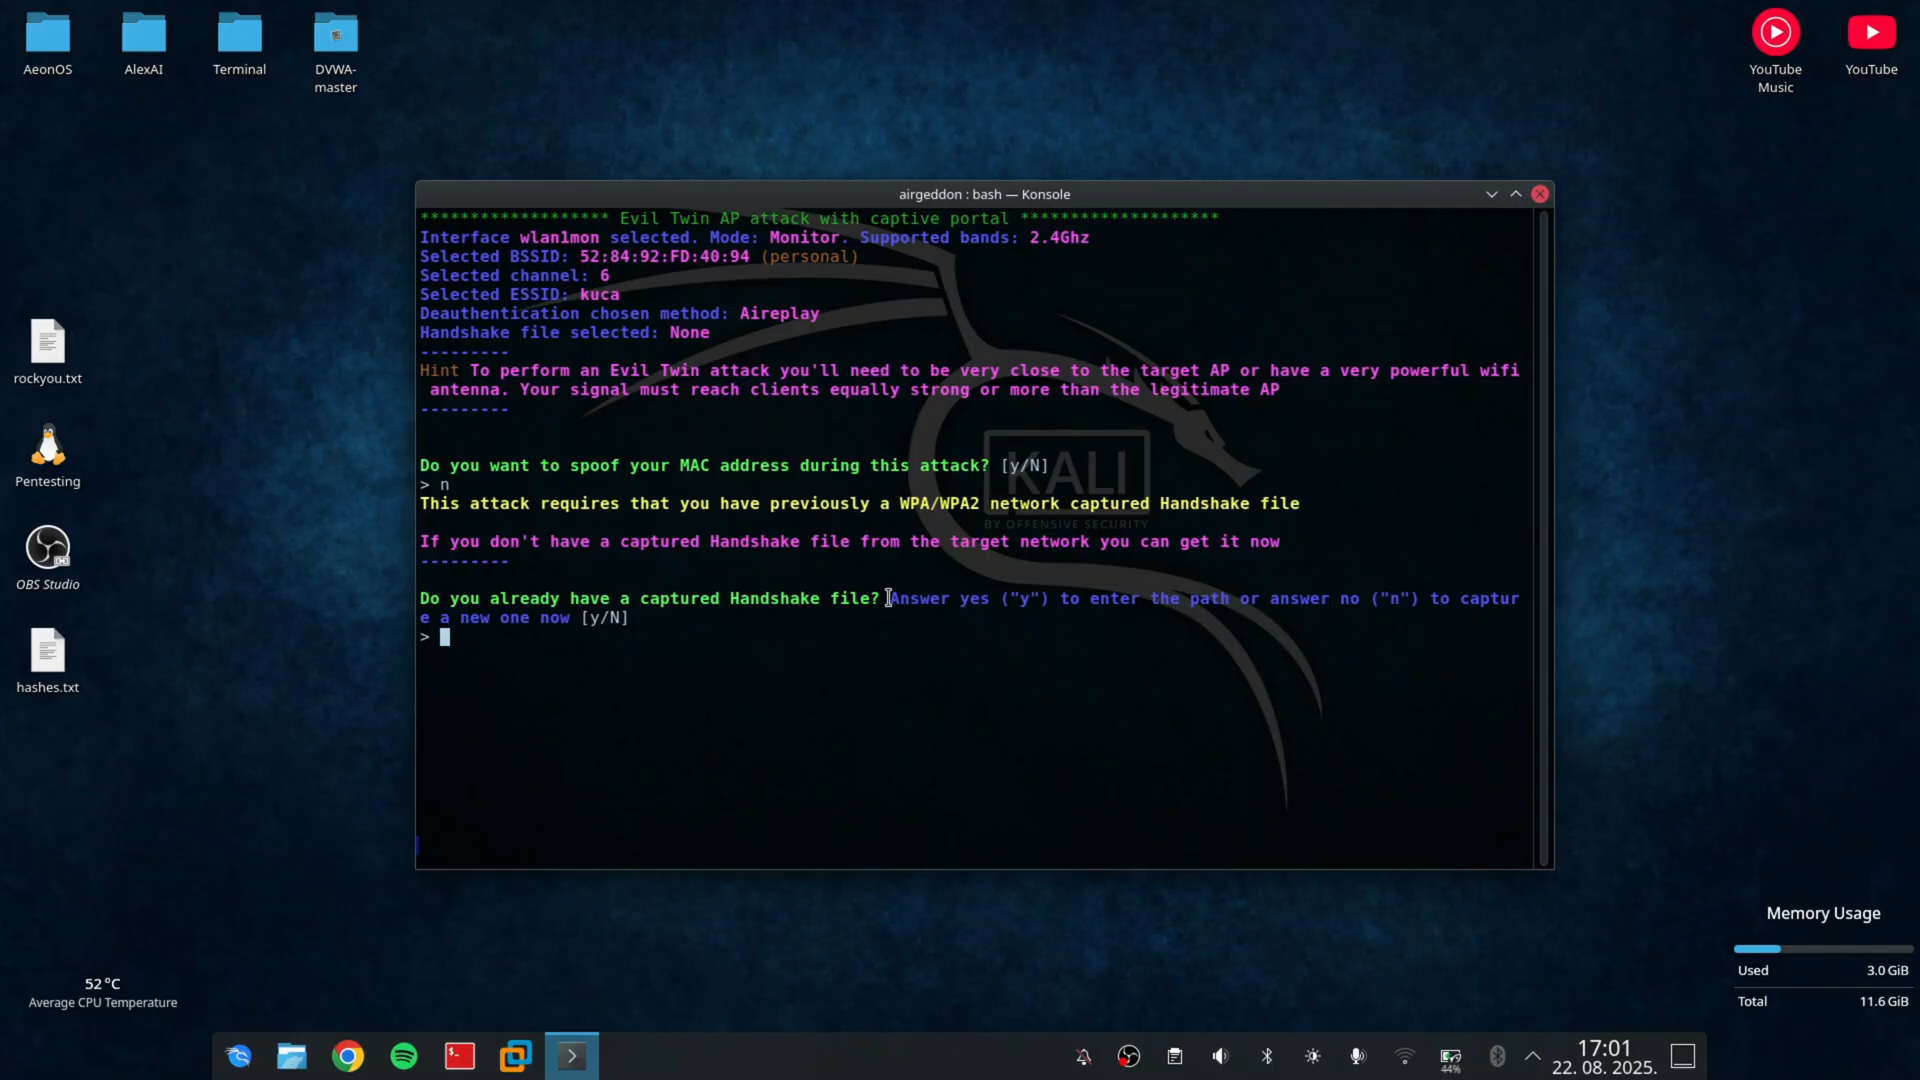 AeonOS
AlexAI
Terminal
DVWA-
master
YouTube
Music
YouTube
rockyou.txt
Pentesting
OBS Studio
hashes.txt
airgeddon : bash — Konsole
******************* Evil Twin AP attack with captive portal ********************
Interface wlan1mon selected. Mode: Monitor. Supported bands: 2.4Ghz
Selected BSSID: 52:84:92:FD:40:94 (personal)
Selected channel: 6
Selected ESSID: kuca
Deauthentication chosen method: Aireplay
Handshake file selected: None
---------
Hint To perform an Evil Twin attack you'll need to be very close to the target AP or have a very powerful wifi
antenna. Your signal must reach clients equally strong or more than the legitimate AP
---------
Do you want to spoof your MAC address during this attack? [y/N]
> n
This attack requires that you have previously a WPA/WPA2 network captured Handshake file
If you don't have a captured Handshake file from the target network you can get it now
---------
Do you already have a captured Handshake file? Answer yes ("y") to enter the path or answer no ("n") to captur
e a new one now [y/N]
>
KALI
BY OFFENSIVE SECURITY
Memory Usage
Used 3.0 GiB
Total 11.6 GiB
52 °C
Average CPU Temperature
44%
17:01
22. 08. 2025.